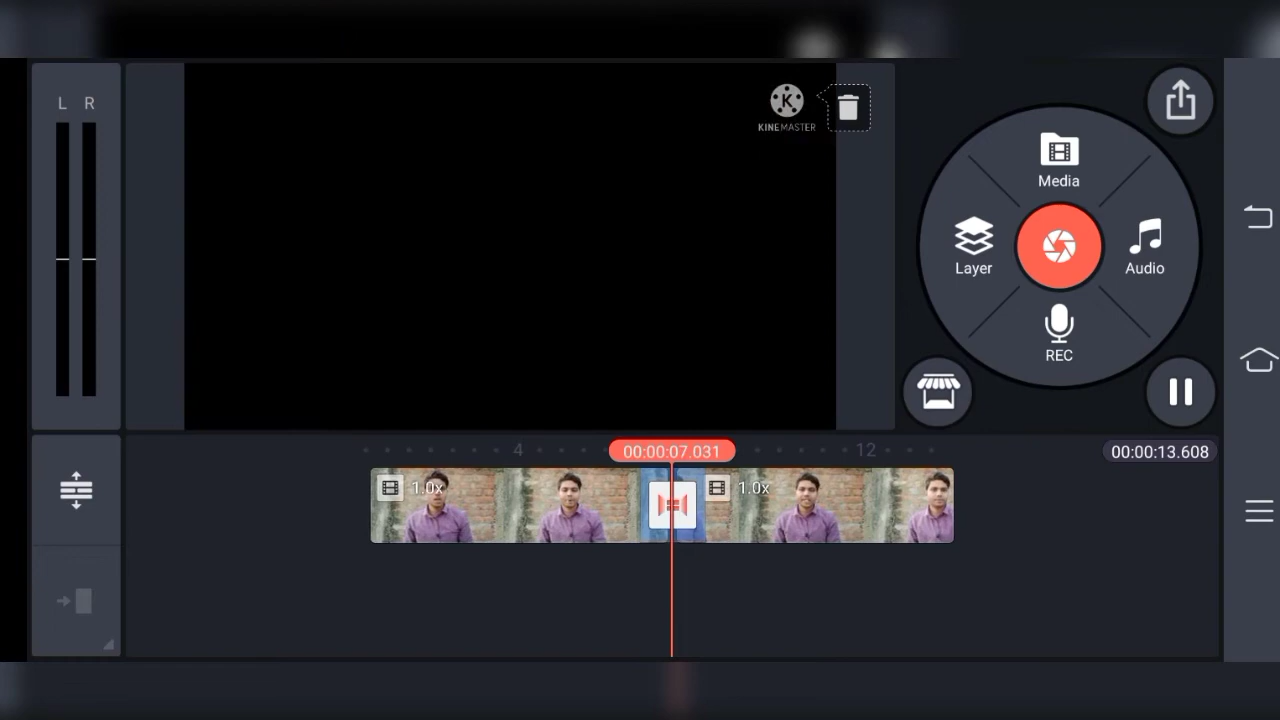 L R
KINEMASTER
Media
Layer
Audio
REC
4
00:00:07.031
12
00:00:13.608
1.0x
1.0x